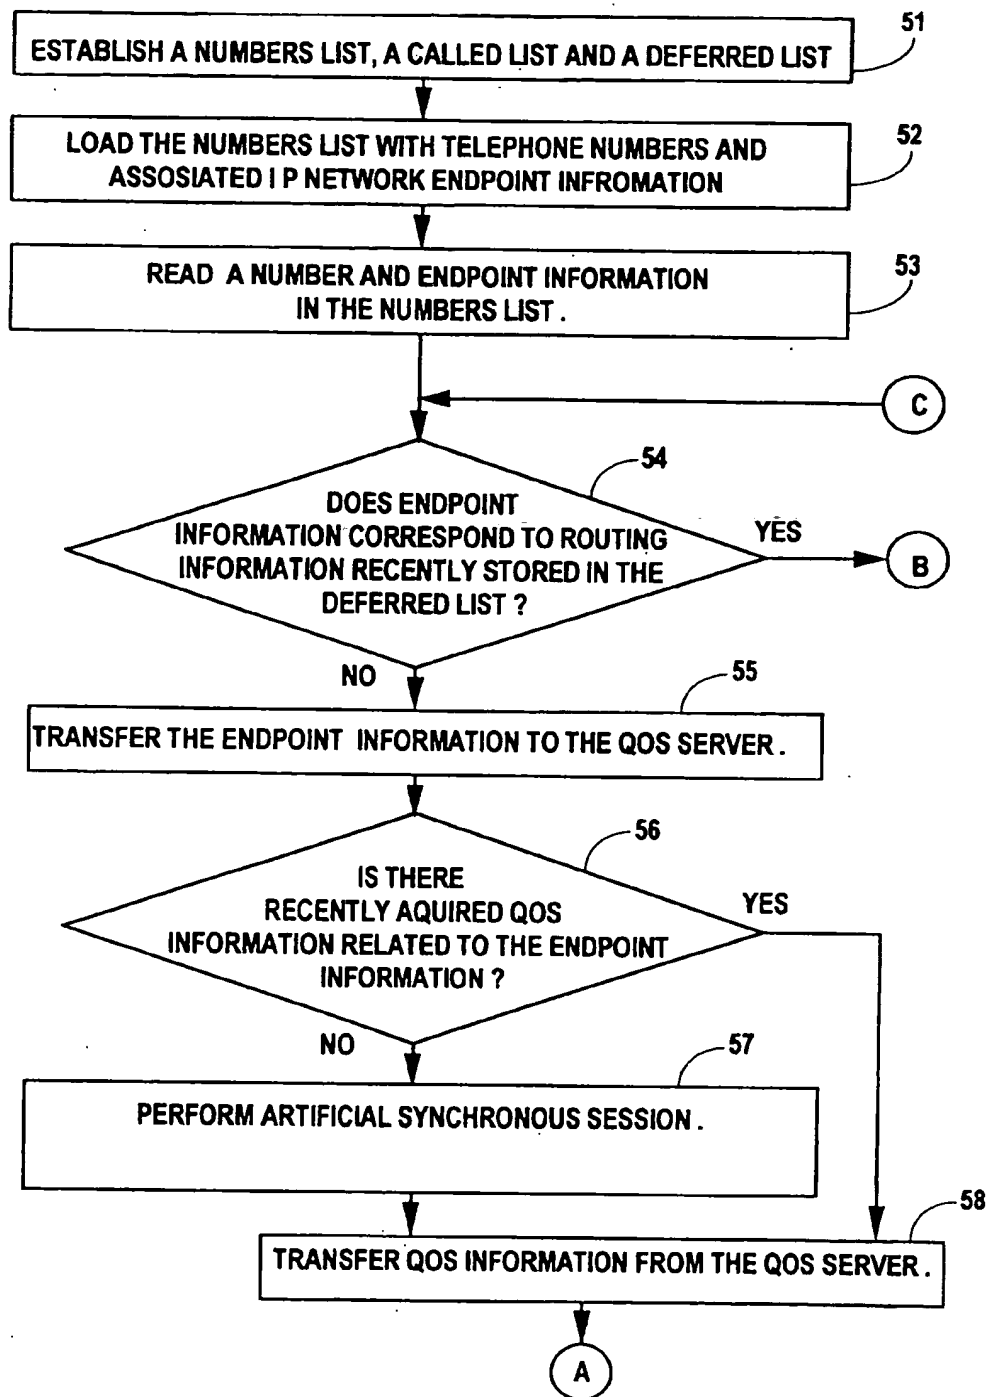 51
ESTABLISH A NUMBERS LIST, A CALLED LIST AND A DEFERRED LIST
52
LOAD THE NUMBERS LIST WITH TELEPHONE NUMBERS AND
ASSOSIATED I P NETWORK ENDPOINT INFROMATION
53
READ A NUMBER AND ENDPOINT INFORMATION
IN THE NUMBERS LIST .
C
54
DOES ENDPOINT
INFORMATION CORRESPOND TO ROUTING
INFORMATION RECENTLY STORED IN THE
DEFERRED LIST ?
YES
B
NO
55
TRANSFER THE ENDPOINT INFORMATION TO THE QOS SERVER .
56
IS THERE
RECENTLY AQUIRED QOS
INFORMATION RELATED TO THE ENDPOINT
INFORMATION ?
YES
NO
57
PERFORM ARTIFICIAL SYNCHRONOUS SESSION .
58
TRANSFER QOS INFORMATION FROM THE QOS SERVER .
A